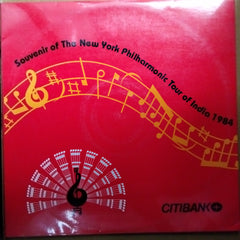 Souvenir of The New York Philharmonic Tour of India 1984
CITIBANK